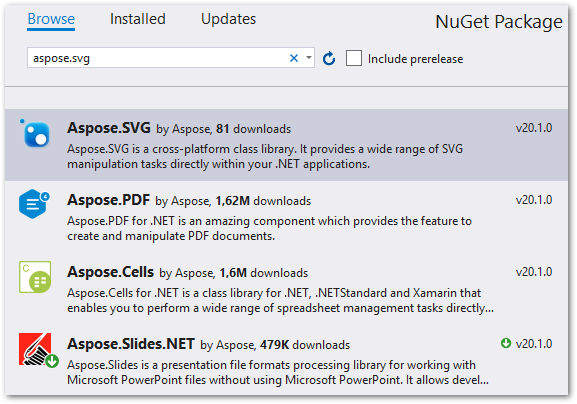 Browse Installed Updates NuGet Package
aspose.svg Include prerelease
Aspose.SVG by Aspose, 81 downloads v20.1.0
Aspose.SVG is a cross-platform class library. It provides a wide range of SVG
manipulation tasks directly within your .NET applications.
Aspose.PDF by Aspose, 1,62M downloads v20.1.0
Aspose.PDF for .NET is an amazing component which provides the feature to
create and manipulate PDF documents.
Aspose.Cells by Aspose, 1,6M downloads v20.1.0
Aspose.Cells for .NET is a class library for .NET, .NETStandard and Xamarin that
enables you to perform a wide range of spreadsheet management tasks directly...
Aspose.Slides.NET by Aspose, 479K downloads v20.1.0
Aspose.Slides is a presentation file formats processing library for working with
Microsoft PowerPoint files without using Microsoft PowerPoint. It allows devel...